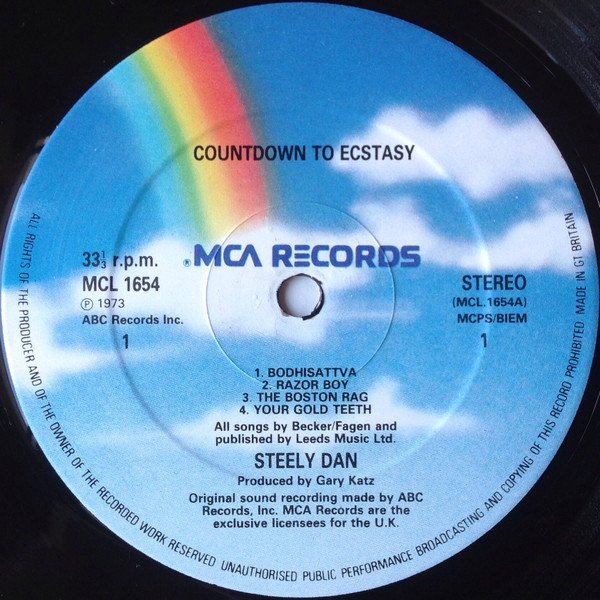 COUNTDOWN TO ECSTASY
® MCA RECORDS
33⅓ r.p.m.
MCL 1654
℗ 1973
ABC Records Inc.
1
STEREO
(MCL.1654A)
MCPS/BIEM
1
1. BODHISATTVA
2. RAZOR BOY
3. THE BOSTON RAG
4. YOUR GOLD TEETH
All songs by Becker/Fagen and
published by Leeds Music Ltd.
STEELY DAN
Produced by Gary Katz
Original sound recording made by ABC
Records, Inc. MCA Records are the
exclusive licensees for the U.K.
ALL RIGHTS OF THE PRODUCER AND OF THE OWNER OF THE RECORDED WORK RESERVED UNAUTHORISED PUBLIC PERFORMANCE BROADCASTING AND COPYING OF THIS RECORD PROHIBITED MADE IN GT BRITAIN